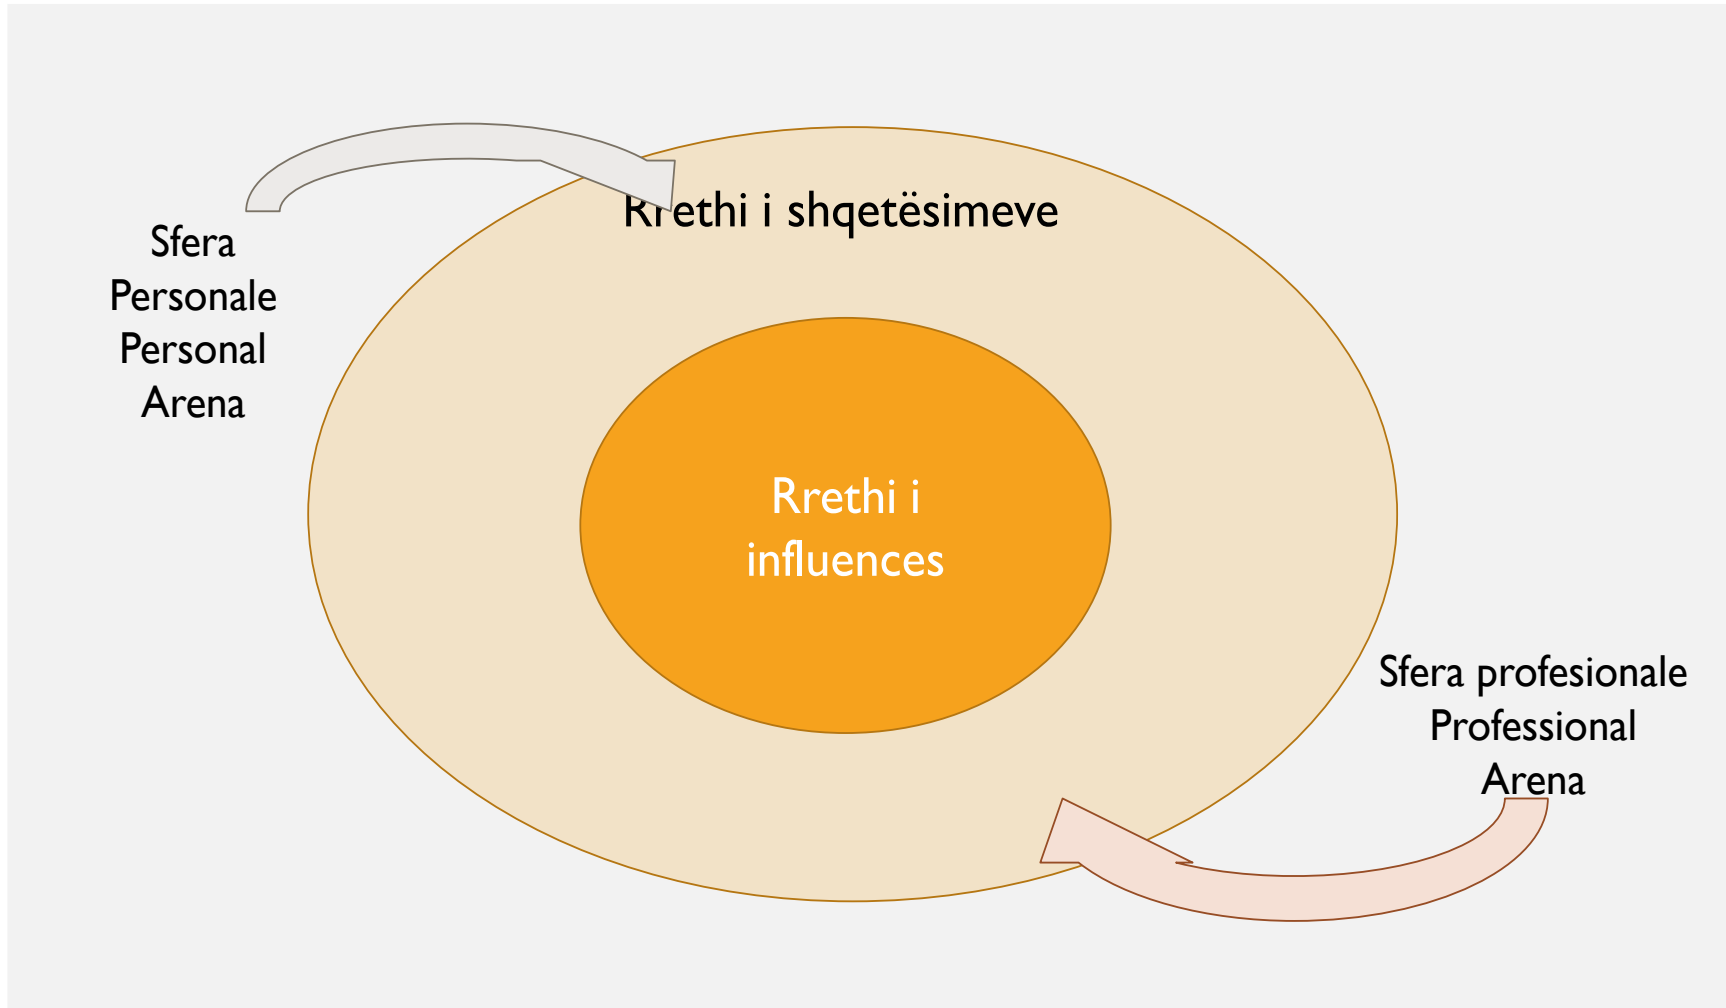 Rrethi i shqetësimeve
Sfera
Personale
Personal
Arena
Rrethi i
influences
Sfera profesionale
Professional
Arena